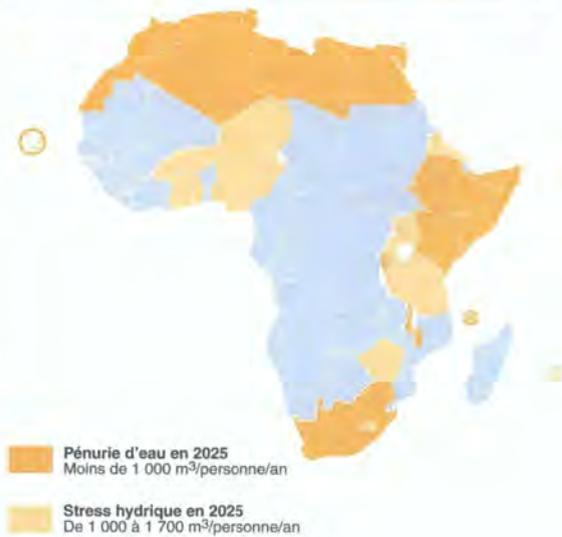 Pénurie d'eau en 2025
Moins de 1 000 m³/personne/an
Stress hydrique en 2025
De 1 000 à 1 700 m³/personne/an